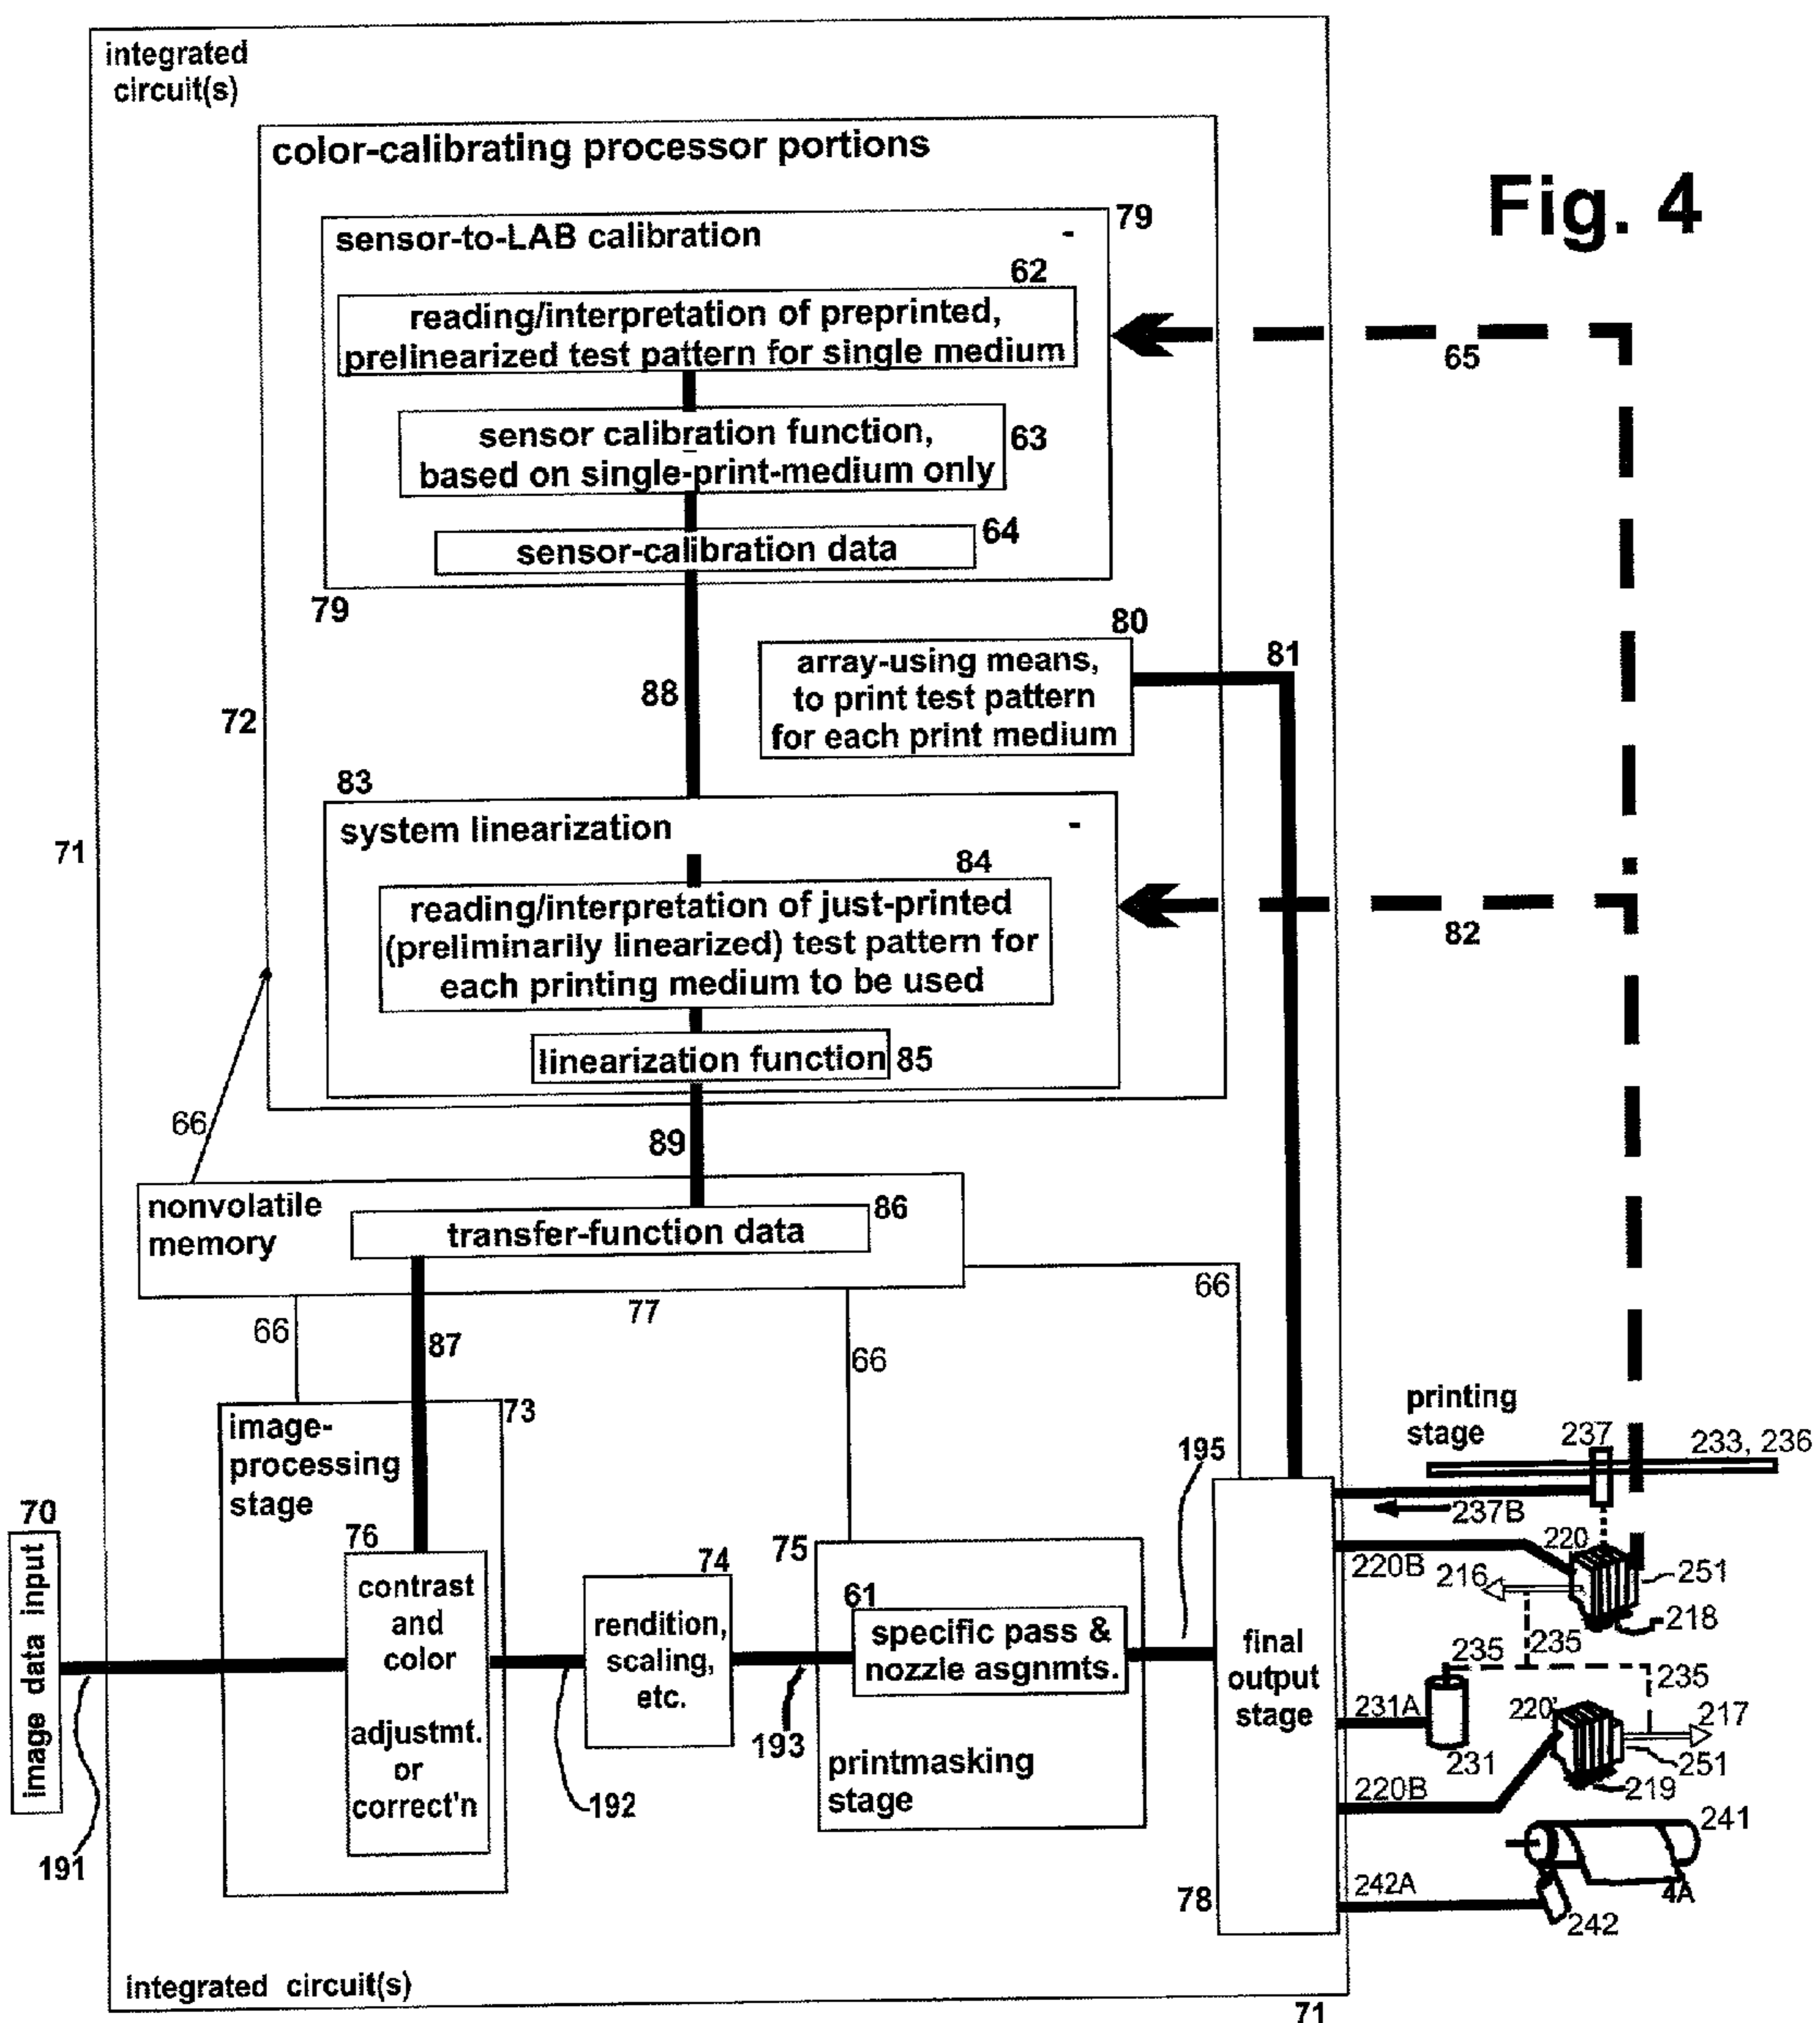 integrated
circuit(s)
color-calibrating processor portions
Fig. 4
sensor-to-LAB calibration -
79
62
reading/interpretation of preprinted,
prelinearized test pattern for single medium
65
sensor calibration function,
based on single-print-medium only
63
sensor-calibration data
64
79
80
array-using means,
to print test pattern
for each print medium
81
88
72
83
system linearization -
71
84
reading/interpretation of just-printed
(preliminarily linearized) test pattern for
each printing medium to be used
82
linearization function
85
66
89
nonvolatile
memory
transfer-function data
86
66
77
66
87
66
printing
stage
237
233, 236
237B
image-
processing
stage
73
195
70
image data input
76
contrast
and
color
adjustmt.
or
correct'n
74
rendition,
scaling,
etc.
75
61
specific pass &
nozzle asgnmts.
printmasking
stage
final
output
stage
220
220B
216
251
218
235
235
235
231A
231
220'
217
251
219
220B
241
193
192
191
78
242A
4A
242
integrated circuit(s)
71